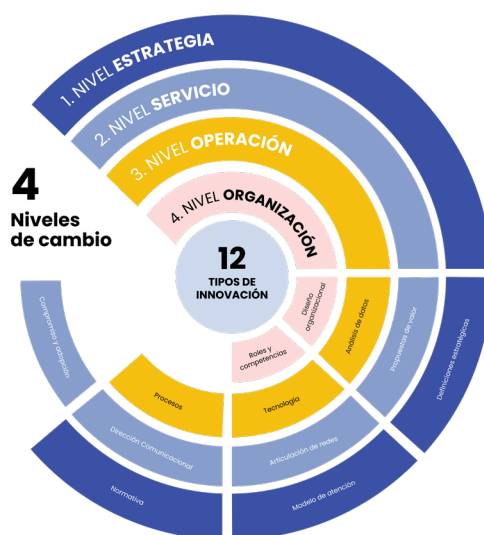 1. NIVEL ESTRATEGIA
2. NIVEL SERVICIO
3. NIVEL OPERACIÓN
4. NIVEL ORGANIZACIÓN
4
Niveles
de cambio
12
TIPOS DE
INNOVACIÓN
Diseño
organizacional
Análisis de datos
Propuestas de valor
Definiciones estratégicas
Roles y
competencias
Compromiso y adopción
Procesos
Tecnología
Dirección Comunicacional
Articulación de redes
Normativa
Modelo de atención